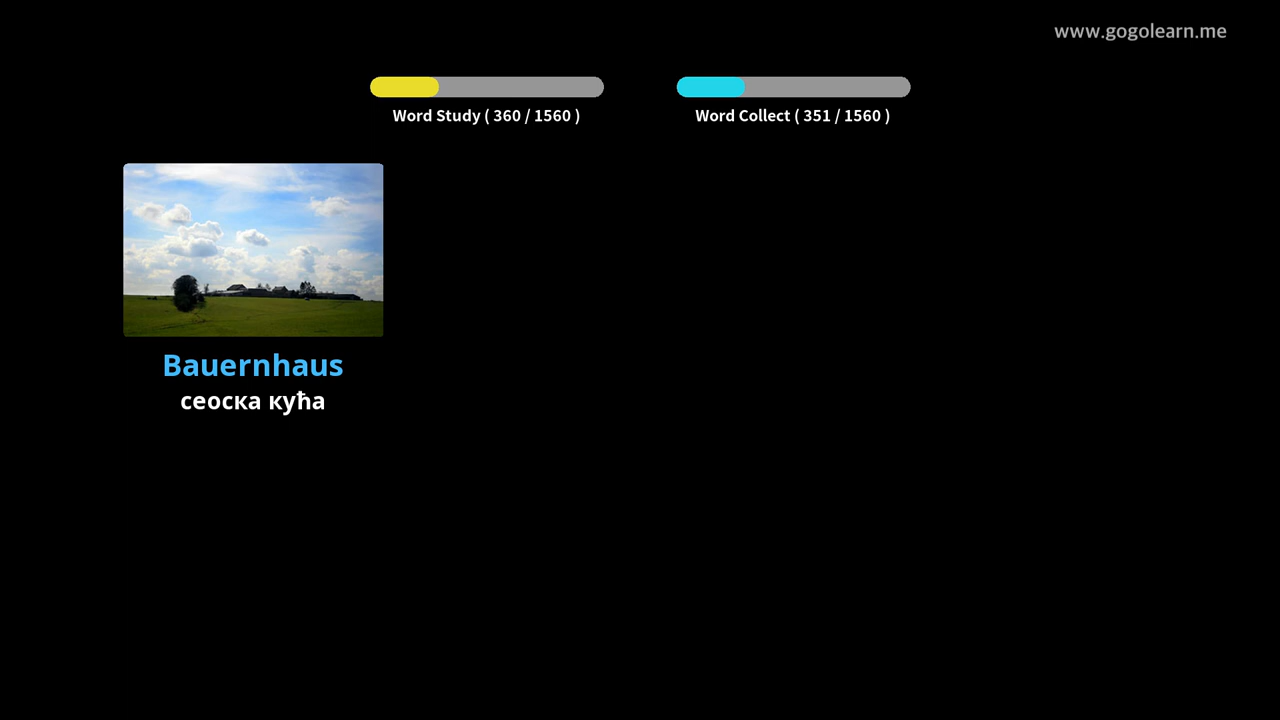 www.gogolearn.me
Word Study ( 360 / 1560 )
Word Collect ( 351 / 1560 )
Bauernhaus
сеоска кућа